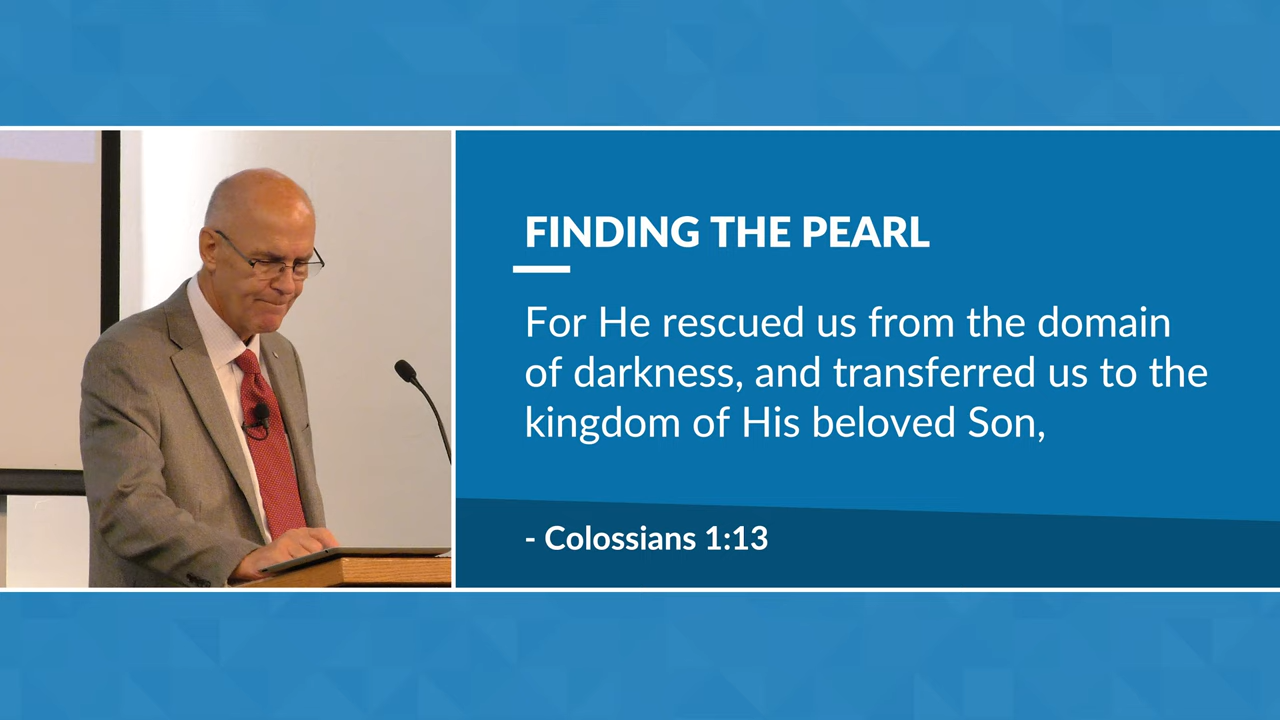 FINDING THE PEARL
For He rescued us from the domain
of darkness, and transferred us to the
kingdom of His beloved Son,
- Colossians 1:13